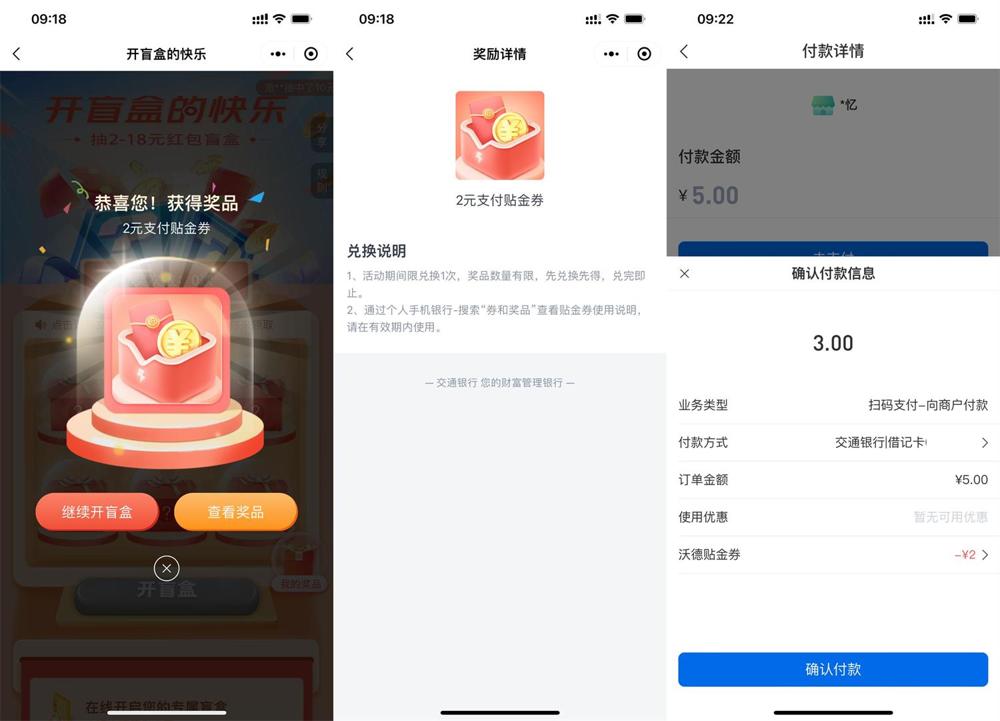 09:18
开盲盒的快乐
开盲盒的快乐
抽2-18元红包盲盒
分享
规则
恭喜您！获得奖品
2元支付贴金券
继续开盲盒
查看奖品
我的奖品
开盲盒
在线开启您的专属盲盒
09:18
奖励详情
2元支付贴金券
兑换说明
1、活动期间限兑换1次，奖品数量有限，先兑换先得，兑完即
止。
2、通过个人手机银行-搜索“券和奖品”查看贴金券使用说明，
请在有效期内使用。
— 交通银行 您的财富管理银行 —
09:22
付款详情
*忆
付款金额
¥ 5.00
去支付
确认付款信息
3.00
业务类型 扫码支付-向商户付款
付款方式 交通银行|借记卡
订单金额 ¥5.00
使用优惠 暂无可用优惠
沃德贴金券 -¥2
确认付款